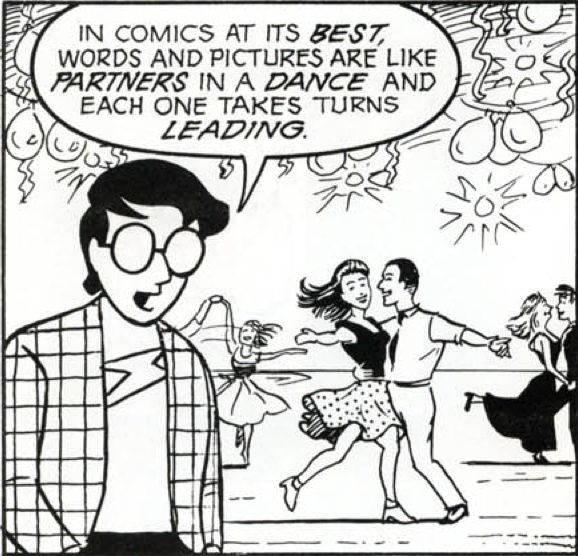 IN COMICS AT ITS BEST,
WORDS AND PICTURES ARE LIKE
PARTNERS IN A DANCE AND
EACH ONE TAKES TURNS
LEADING.